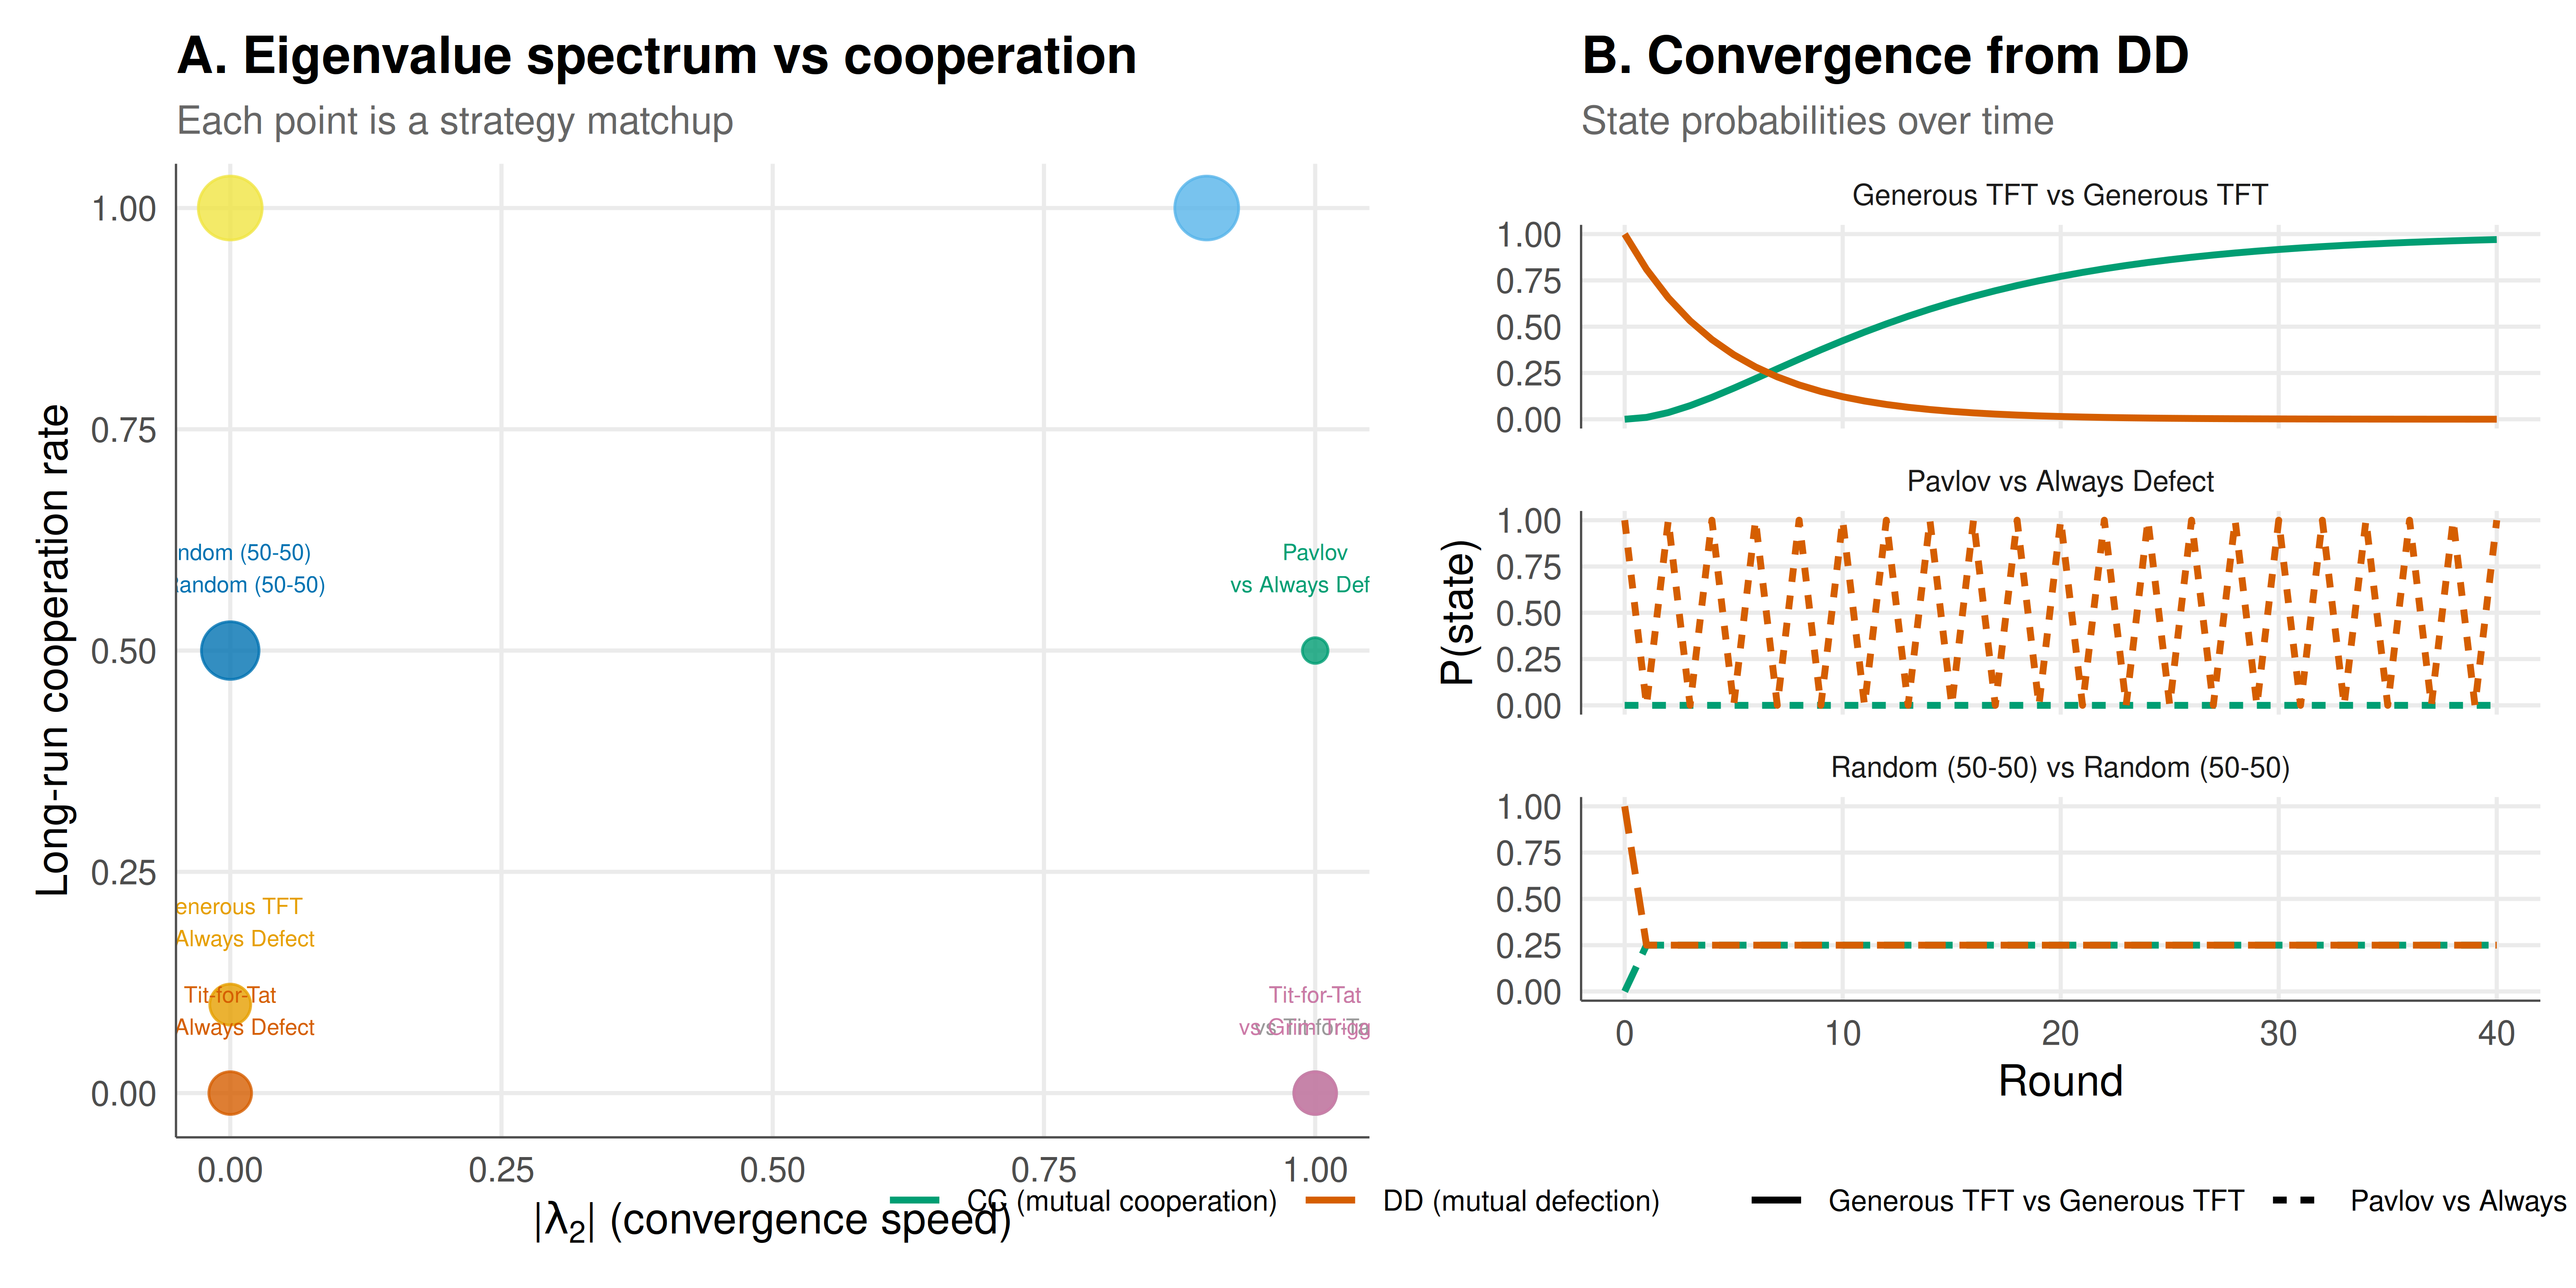 A. Eigenvalue spectrum vs cooperation
Each point is a strategy matchup
Long-run cooperation rate
1.00
0.75
0.50
0.25
0.00
ndom (50-50)
Random (50-50)
Pavlov
vs Always Def
enerous TFT
Always Defect
Tit-for-Tat
Always Defect
Tit-for-Tat
0.00
0.25
0.50
0.75
1.00
|λ2| (convergence speed)
B. Convergence from DD
State probabilities over time
P(state)
Generous TFT vs Generous TFT
1.00
0.75
0.50
0.25
0.00
Pavlov vs Always Defect
1.00
0.75
0.50
0.25
0.00
Random (50-50) vs Random (50-50)
1.00
0.75
0.50
0.25
0.00
0
10
20
30
40
Round
CC (mutual cooperation)
DD (mutual defection)
Generous TFT vs Generous TFT
Pavlov vs Always